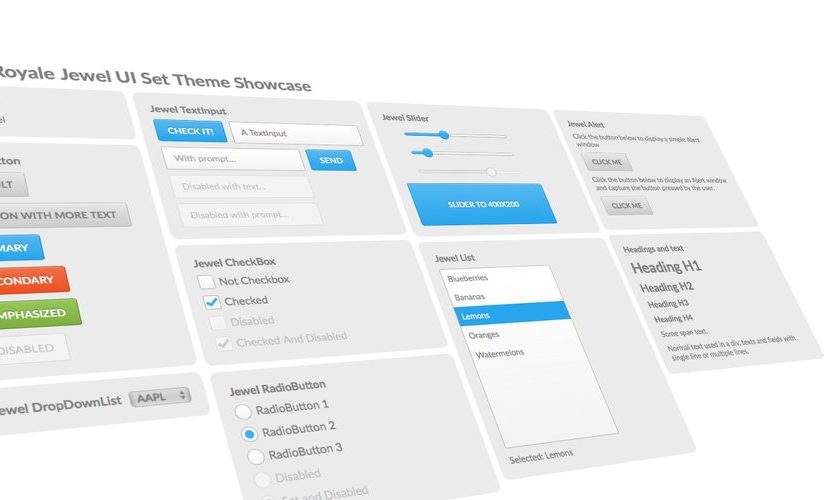 Royale Jewel UI Set Theme Showcase
Jewel TextInput
CHECK IT!
A TextInput
With prompt...
SEND
Disabled with text...
Disabled with prompt...
Jewel Slider
SLIDER TO 400X200
Jewel Alert
Click the button below to display a simple Alert
window
CLICK ME
Click the button below to display an Alert window
and capture the button pressed by the user.
CLICK ME
ON WITH MORE TEXT
DISABLED
Jewel CheckBox
Not Checkbox
Checked
Disabled
Checked And Disabled
Jewel List
Blueberries
Bananas
Lemons
Oranges
Watermelons
Selected: Lemons
Headings and text
Heading H1
Heading H2
Heading H3
Heading H4
Some span text.
Normal text used in a div, texts and fields with
single line or multiple lines.
ewel DropDownList
AAPL
Jewel RadioButton
RadioButton 1
RadioButton 2
RadioButton 3
Disabled
Set and Disabled